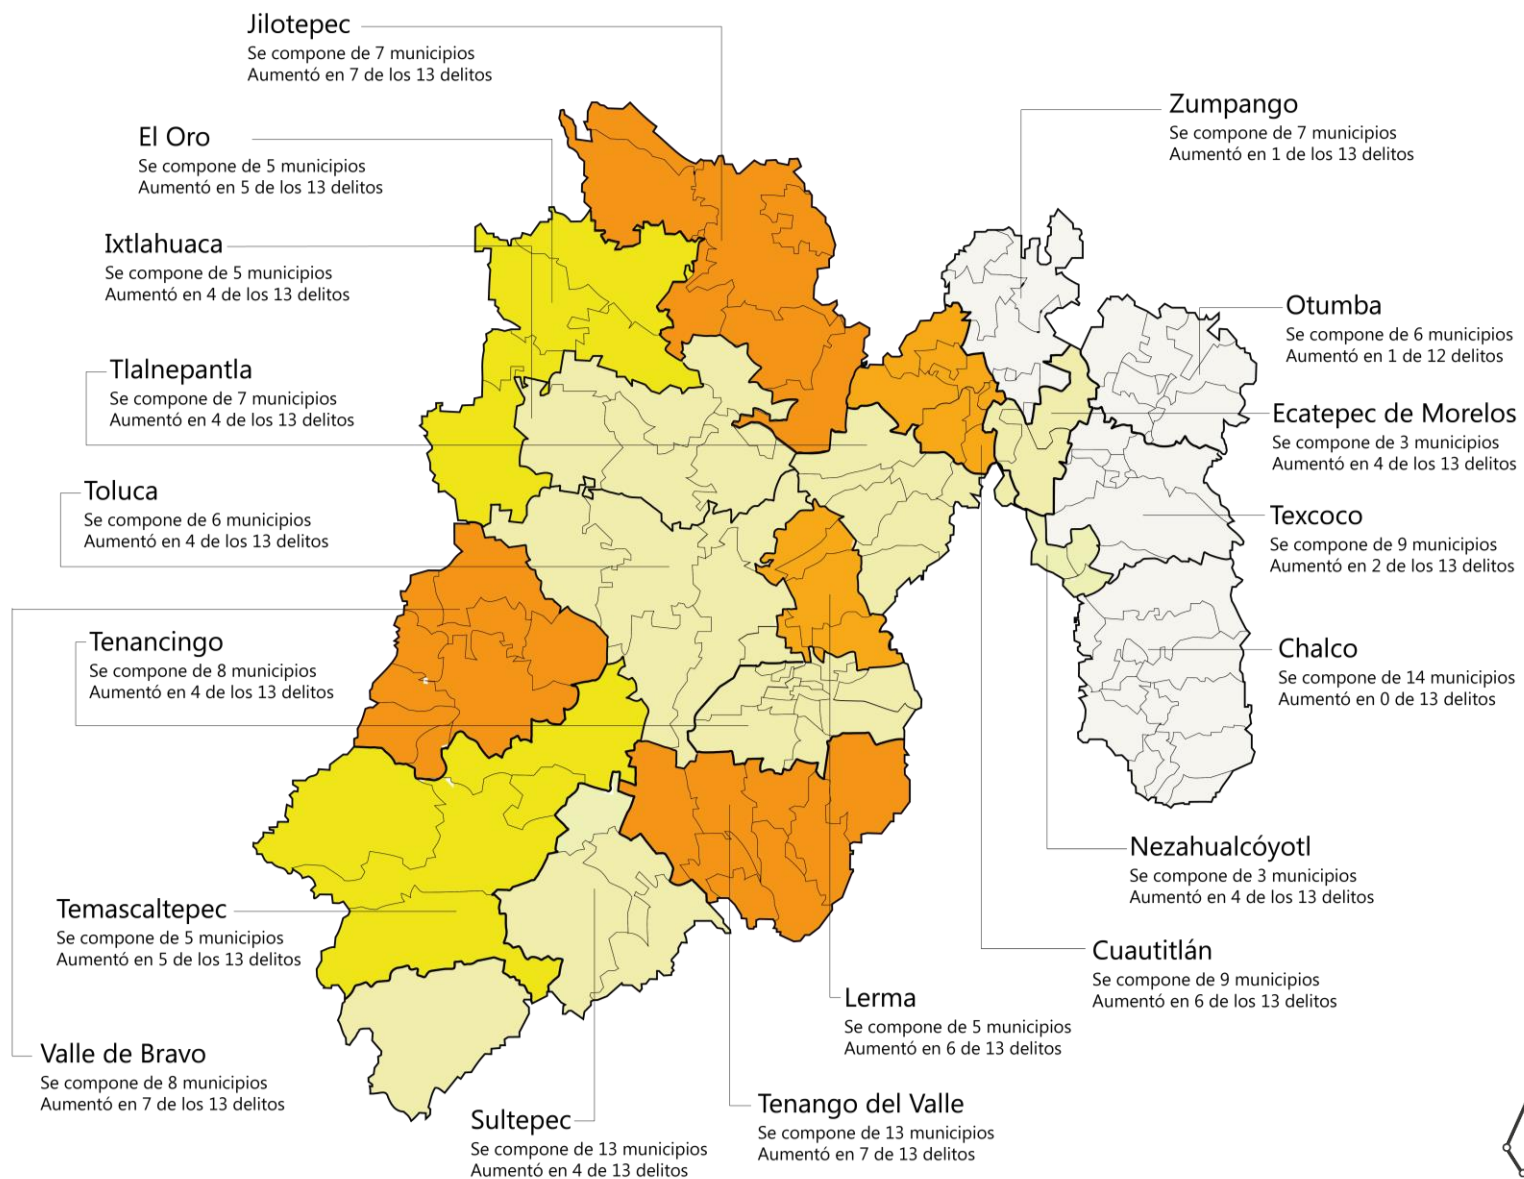 Jilotepec
Se compone de 7 municipios
Aumentó en 7 de los 13 delitos
El Oro
Se compone de 5 municipios
Aumentó en 5 de los 13 delitos
Ixtlahuaca
Se compone de 5 municipios
Aumentó en 4 de los 13 delitos
Tlalnepantla
Se compone de 7 municipios
Aumentó en 4 de los 13 delitos
Toluca
Se compone de 6 municipios
Aumentó en 4 de los 13 delitos
Tenancingo
Se compone de 8 municipios
Aumentó en 4 de los 13 delitos
Temascaltepec
Se compone de 5 municipios
Aumentó en 5 de los 13 delitos
Valle de Bravo
Se compone de 8 municipios
Aumentó en 7 de los 13 delitos
Sultepec
Se compone de 13 municipios
Aumentó en 4 de 13 delitos
Tenango del Valle
Se compone de 13 municipios
Aumentó en 7 de 13 delitos
Lerma
Se compone de 5 municipios
Aumentó en 6 de 13 delitos
Cuautitlán
Se compone de 9 municipios
Aumentó en 6 de los 13 delitos
Nezahualcóyotl
Se compone de 3 municipios
Aumentó en 4 de los 13 delitos
Chalco
Se compone de 14 municipios
Aumentó en 0 de 13 delitos
Texcoco
Se compone de 9 municipios
Aumentó en 2 de los 13 delitos
Ecatepec de Morelos
Se compone de 3 municipios
Aumentó en 4 de los 13 delitos
Otumba
Se compone de 6 municipios
Aumentó en 1 de 12 delitos
Zumpango
Se compone de 7 municipios
Aumentó en 1 de los 13 delitos